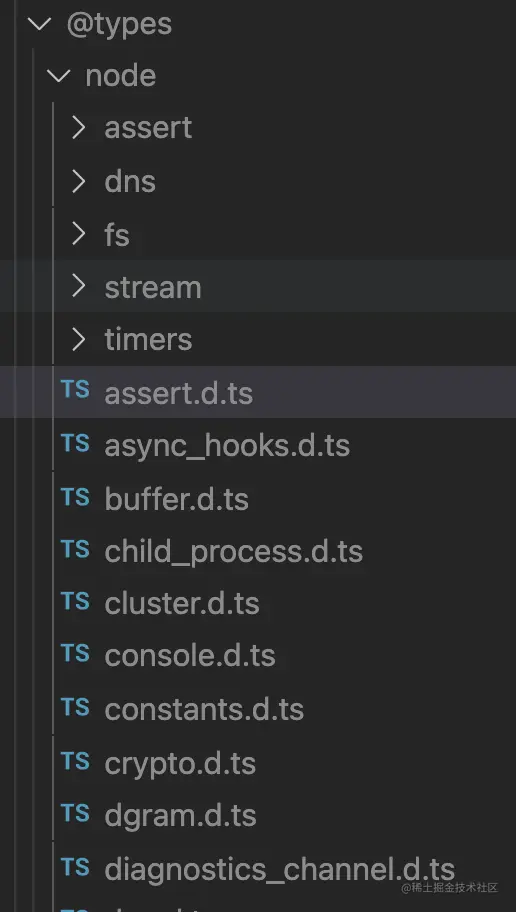 @types
node
assert
dns
fs
stream
timers
TS assert.d.ts
TS async_hooks.d.ts
TS buffer.d.ts
TS child_process.d.ts
TS cluster.d.ts
TS console.d.ts
TS constants.d.ts
TS crypto.d.ts
TS dgram.d.ts
TS diagnostics_channel.d.ts
@稀土掘金技术社区